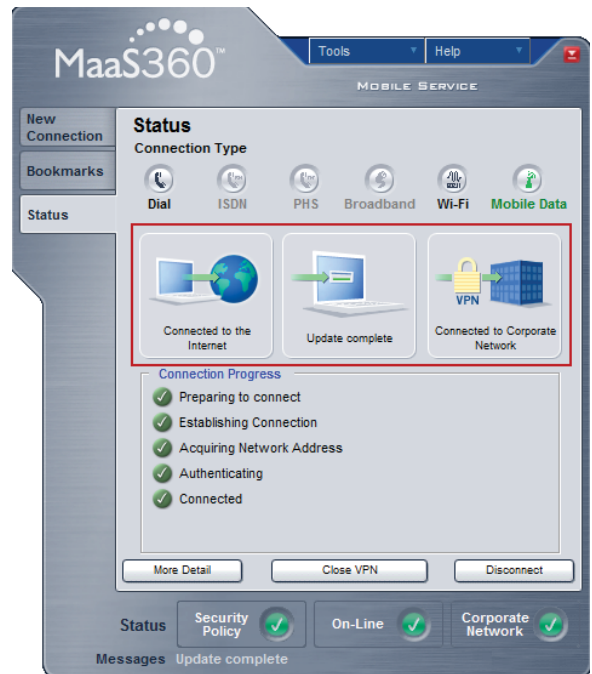 MaaS360™
Tools Help
MOBILE SERVICE
New
Connection
Bookmarks
Status
Status
Connection Type
Dial ISDN PHS Broadband Wi-Fi Mobile Data
VPN
Connected to the
Internet
Update complete
Connected to Corporate
Network
Connection Progress
Preparing to connect
Establishing Connection
Acquiring Network Address
Authenticating
Connected
More Detail Close VPN Disconnect
Status
Security
Policy
On-Line
Corporate
Network
Messages Update complete